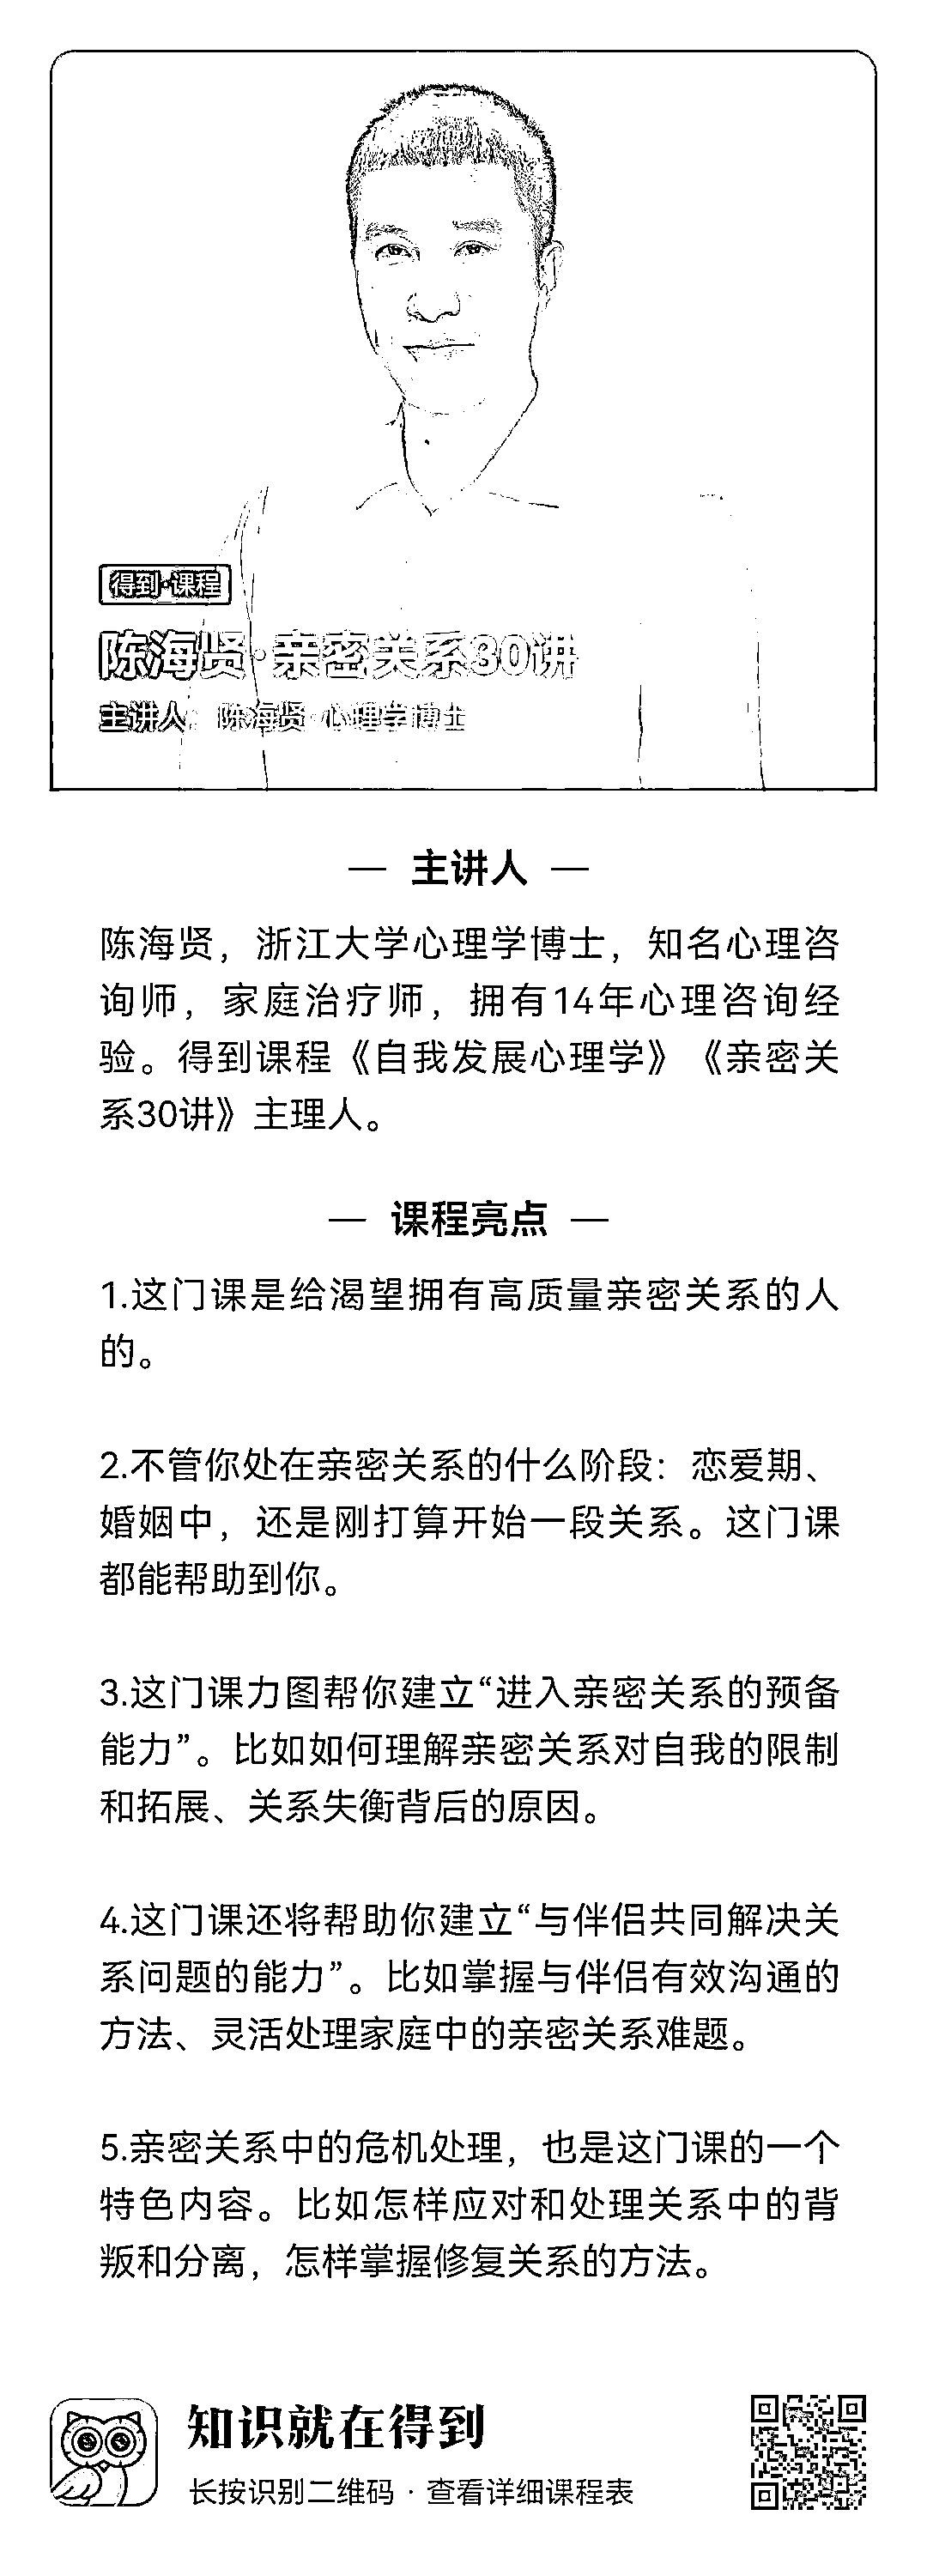 得到·课程
陈海贤·亲密关系30讲
主讲人 陈海贤·心理学博士
— 主讲人 —
陈海贤，浙江大学心理学博士，知名心理咨
询师，家庭治疗师，拥有14年心理咨询经
验。得到课程《自我发展心理学》《亲密关
系30讲》主理人。
— 课程亮点 —
1.这门课是给渴望拥有高质量亲密关系的人
的。
2.不管你处在亲密关系的什么阶段：恋爱期、
婚姻中，还是刚打算开始一段关系。这门课
都能帮助到你。
3.这门课力图帮你建立“进入亲密关系的预备
能力”。比如如何理解亲密关系对自我的限制
和拓展、关系失衡背后的原因。
4.这门课还将帮助你建立“与伴侣共同解决关
系问题的能力”。比如掌握与伴侣有效沟通的
方法、灵活处理家庭中的亲密关系难题。
5.亲密关系中的危机处理，也是这门课的一个
特色内容。比如怎样应对和处理关系中的背
叛和分离，怎样掌握修复关系的方法。
知识就在得到
长按识别二维码 · 查看详细课程表